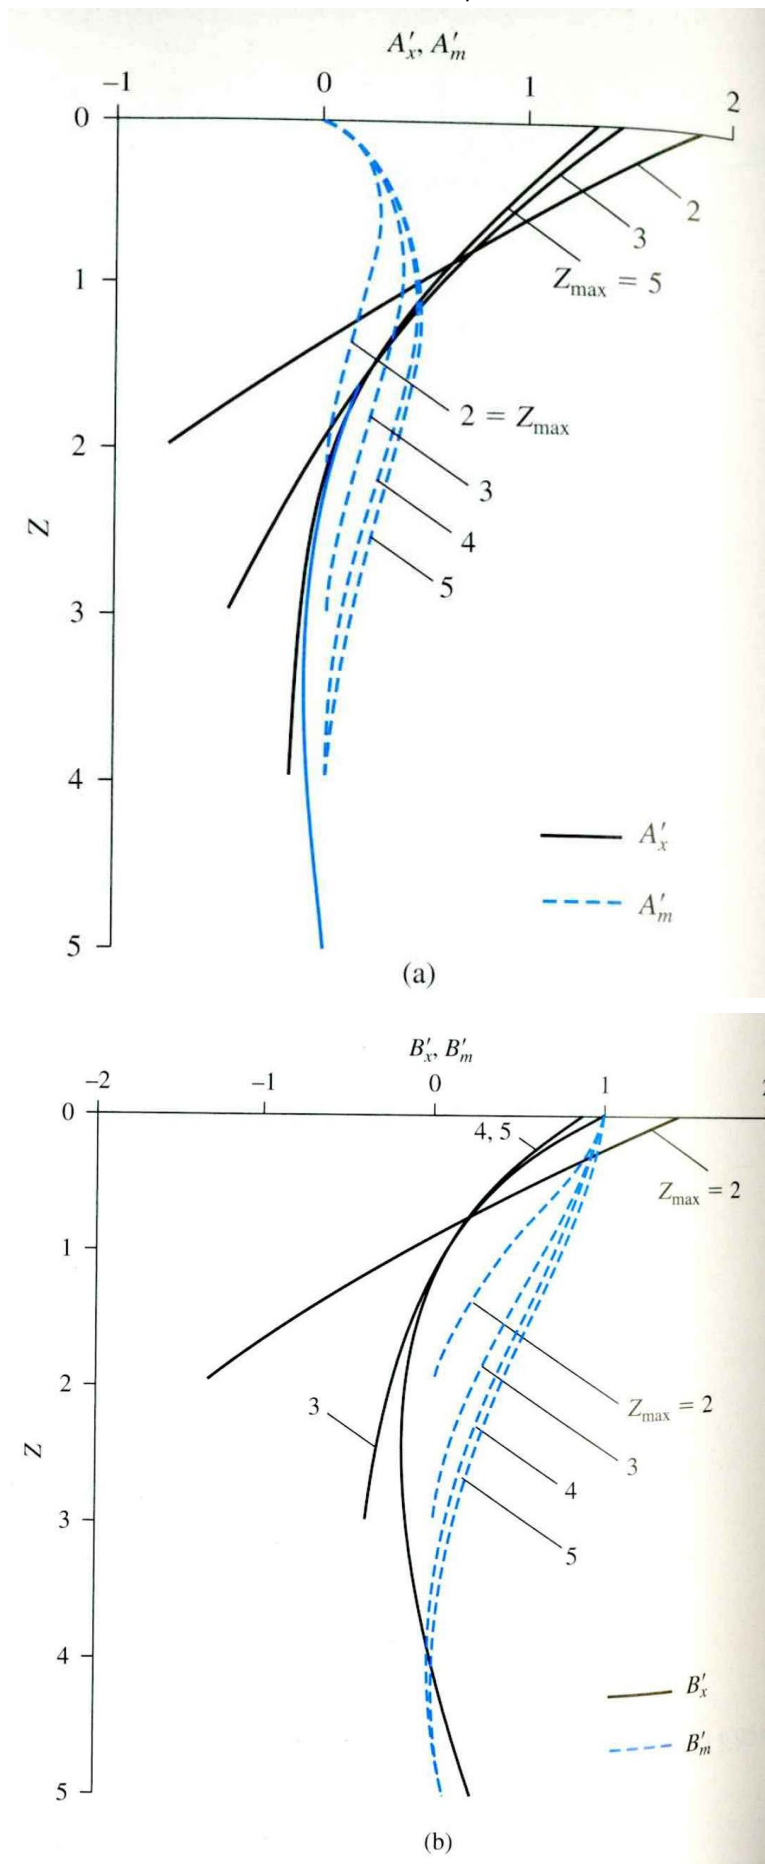 A′x, A′m
−1 0 1 2
0
2
3
Zmax = 5
1
2 = Zmax
2
3
4
Z
5
3
4
A′x
A′m
5
(a)
B′x, B′m
−2 −1 0 1
0
4, 5
Zmax = 2
1
2
3
Zmax = 2
Z
3
4
3
5
4
B′x
B′m
5
(b)